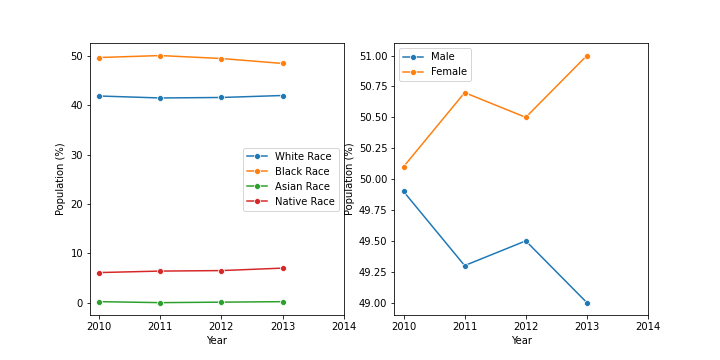 50
40
30
20
10
0
Population (%)
White Race
Black Race
Asian Race
Native Race
2010 2011 2012 2013 2014
Year
51.00
50.75
50.50
50.25
50.00
49.75
49.50
49.25
49.00
Population (%)
Male
Female
2010 2011 2012 2013 2014
Year